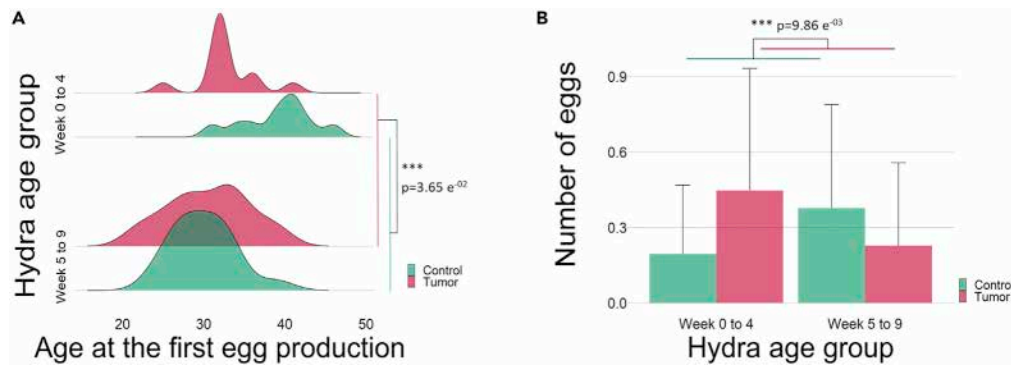 A
Hydra age group
Week 0 to 4
Week 5 to 9
***
p=3.65 e-02
Control
Tumor
20 30 40 50
Age at the first egg production
B
*** p=9.86 e-03
Number of eggs
0.9
0.6
0.3
0.0
Control
Tumor
Week 0 to 4 Week 5 to 9
Hydra age group